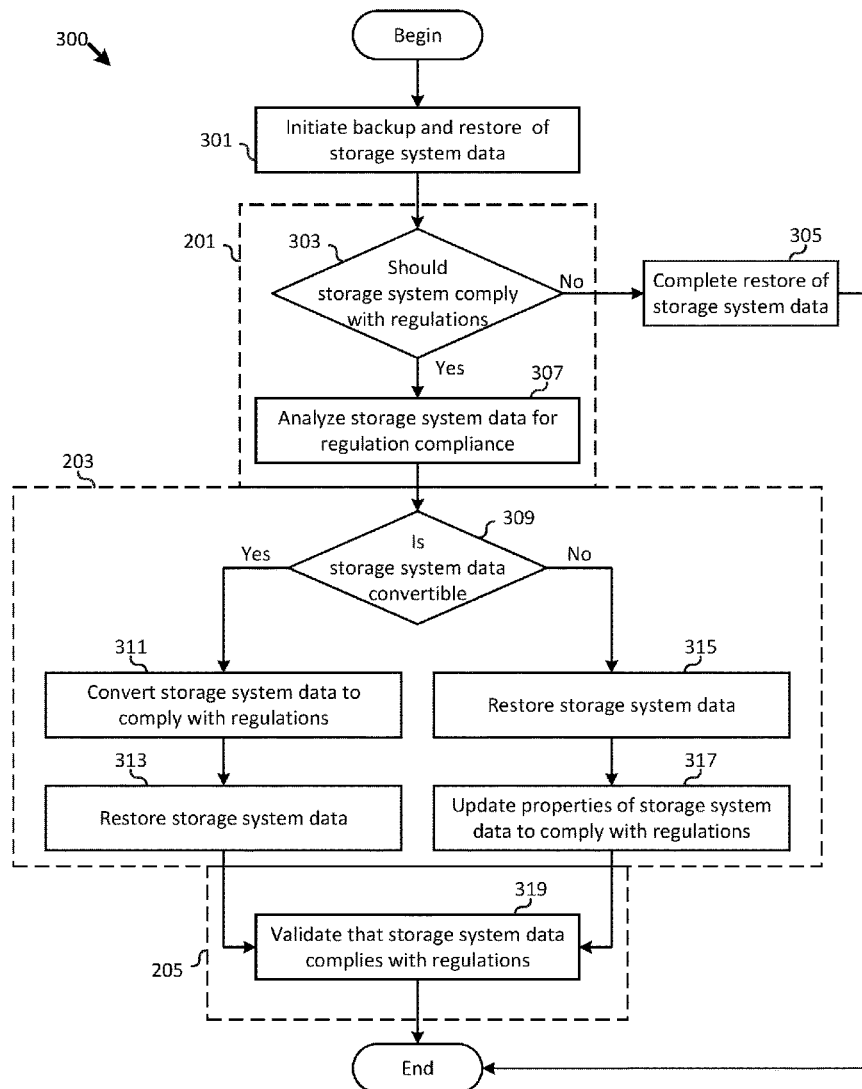 Begin
300
Initiate backup and restore of
storage system data
301
201
303
Should
storage system comply
with regulations
No
305
Complete restore of
storage system data
Yes
307
Analyze storage system data for
regulation compliance
203
309
Is
storage system data
convertible
Yes
No
311
Convert storage system data to
comply with regulations
315
Restore storage system data
313
Restore storage system data
317
Update properties of storage system
data to comply with regulations
319
Validate that storage system data
complies with regulations
205
End